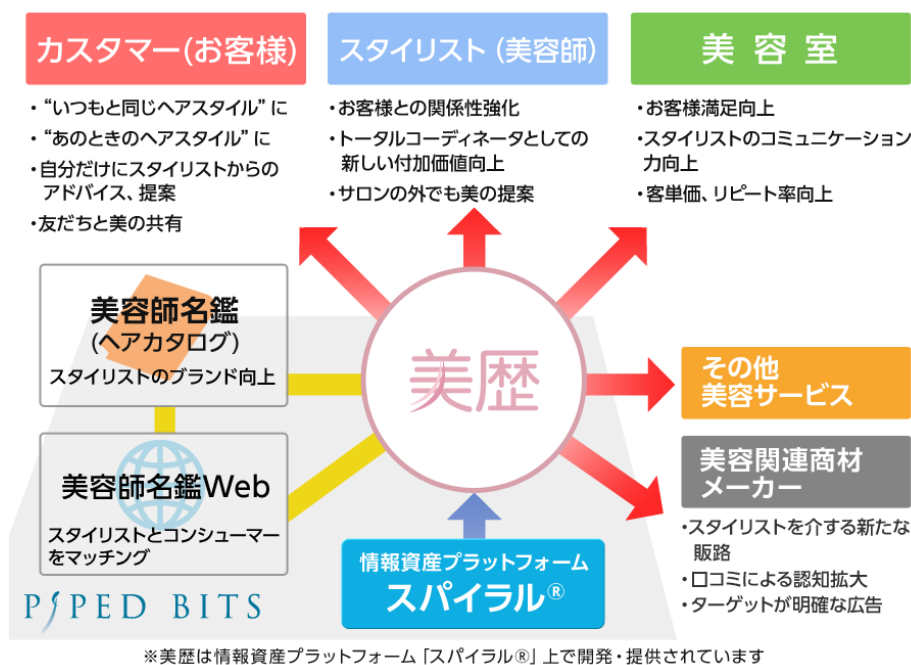 カスタマー(お客様)
・“いつもと同じヘアスタイル”に
・“あのときのヘアスタイル”に
・自分だけにスタイリストからの
アドバイス、提案
・友だちと美の共有
スタイリスト(美容師)
・お客様との関係性強化
・トータルコーディネータとしての
新しい付加価値向上
・サロンの外でも美の提案
美容室
・お客様満足向上
・スタイリストのコミュニケーション
力向上
・客単価、リピート率向上
美容師名鑑
(ヘアカタログ)
スタイリストのブランド向上
美歴
その他
美容サービス
美容師名鑑Web
スタイリストとコンシューマー
をマッチング
美容関連商材
メーカー
・スタイリストを介する新たな
販路
・口コミによる認知拡大
・ターゲットが明確な広告
情報資産プラットフォーム
スパイラル®
PIPED BITS
※美歴は情報資産プラットフォーム「スパイラル®」上で開発・提供されています